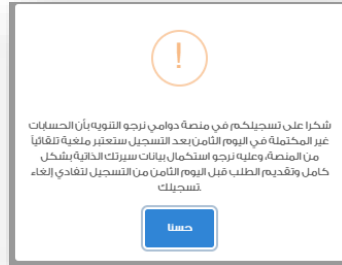 !
شكرا على تسجيلكم في منصة دوامي نرجو التنويه بأن الحسابات
غير المكتملة في اليوم الثامن بعد التسجيل ستعتبر ملغية تلقائياً
من المنصة، وعليه نرجو استكمال بيانات سيرتك الذاتية بشكل
كامل وتقديم الطلب قبل اليوم الثامن من التسجيل لتفادي إلغاء
تسجيلك.
حسنا